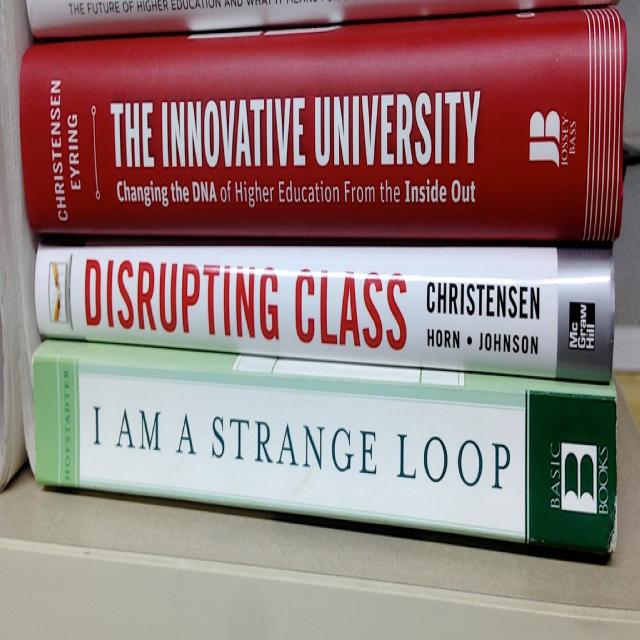 THE FUTURE OF HIGHER EDUCATION AND WHAT IT MEANS FOR
CHRISTENSEN
EYRING
THE INNOVATIVE UNIVERSITY
Changing the DNA of Higher Education From the Inside Out
JB
JOSSEY-
BASS
DISRUPTING CLASS
CHRISTENSEN
HORN • JOHNSON
Mc
Graw
Hill
HOFSTADTER
I AM A STRANGE LOOP
BASIC
B
BOOKS